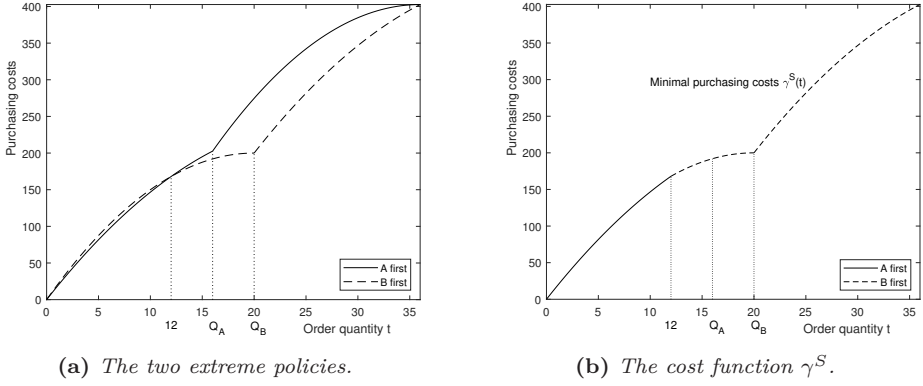 Purchasing costs
400
350
300
250
200
150
100
50
0
0 5 10 15 20 25 30 35
12 Q_A Q_B Order quantity t
A first
B first
(a) The two extreme policies.
Purchasing costs
400
350
300
250
200
150
100
50
0
Minimal purchasing costs γ^S(t)
0 5 10 15 20 25 30 35
12 Q_A Q_B Order quantity t
A first
B first
(b) The cost function γ^S.